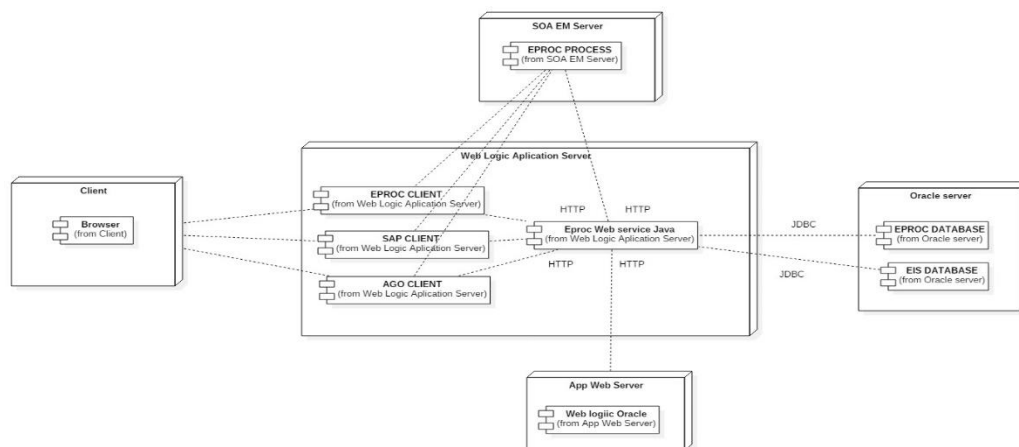 SOA EM Server
EPROC PROCESS
(from SOA EM Server)
Web Logic Aplication Server
Client
Browser
(from Client)
EPROC CLIENT
(from Web Logic Aplication Server)
SAP CLIENT
(from Web Logic Aplication Server)
AGO CLIENT
(from Web Logic Aplication Server)
HTTP
HTTP
Eproc Web service Java
(from Web Logic Aplication Server)
HTTP
HTTP
JDBC
JDBC
Oracle server
EPROC DATABASE
(from Oracle server)
EIS DATABASE
(from Oracle server)
App Web Server
Web logiic Oracle
(from App Web Server)